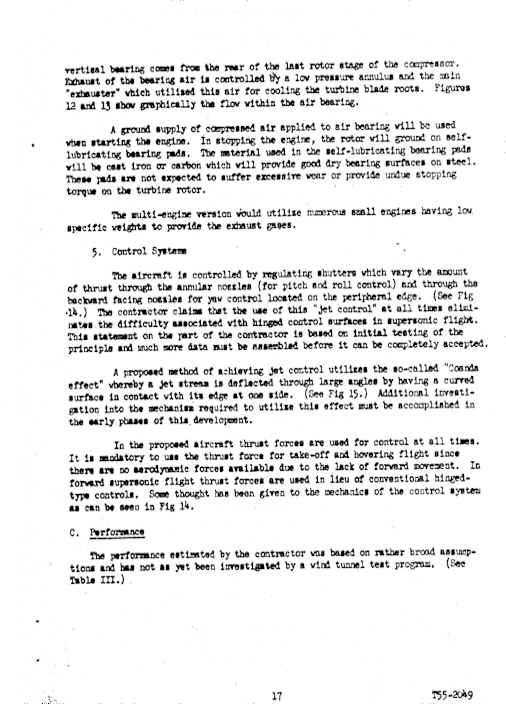 vertical bearing comes from the rear of the last rotor stage of the compressor.
Exhaust of the bearing air is controlled by a low pressure annulus and the main
"exhauster" which utilized this air for cooling the turbine blade roots. Figures
12 and 13 show graphically the flow within the air bearing.
A ground supply of compressed air applied to air bearing will be used
when starting the engine. In stopping the engine, the rotor will ground on self-
lubricating bearing pads. The material used in the self-lubricating bearing pads
will be cast iron or carbon which will provide good dry bearing surfaces on steel.
These pads are not expected to suffer excessive wear or provide undue stopping
torque on the turbine rotor.
The multi-engine version would utilize numerous small engines having low
specific weights to provide the exhaust gases.
5. Control Systems
The aircraft is controlled by regulating shutters which vary the amount
of thrust through the annular nozzles (for pitch and roll control) and through the
backward facing nozzles for yaw control located on the peripheral edge. (See Fig
14.) The contractor claims that the use of this "jet control" at all times elimi-
nates the difficulty associated with hinged control surfaces in supersonic flight.
This statement on the part of the contractor is based on initial testing of the
principle and much more data must be assembled before it can be completely accepted.
A proposed method of achieving jet control utilizes the so-called "Coanda
effect" whereby a jet stream is deflected through large angles by having a curved
surface in contact with its edge at one side. (See Fig 15.) Additional investi-
gation into the mechanism required to utilize this effect must be accomplished in
the early phases of this development.
In the proposed aircraft thrust forces are used for control at all times.
It is mandatory to use the thrust force for take-off and hovering flight since
there are no aerodynamic forces available due to the lack of forward movement. In
forward supersonic flight thrust forces are used in lieu of conventional hinged-
type controls. Some thought has been given to the mechanics of the control system
as can be seen in Fig 14.
C. Performance
The performance estimated by the contractor was based on rather broad assump-
tions and has not as yet been investigated by a wind tunnel test program. (See
Table III.)
17
T55-2049